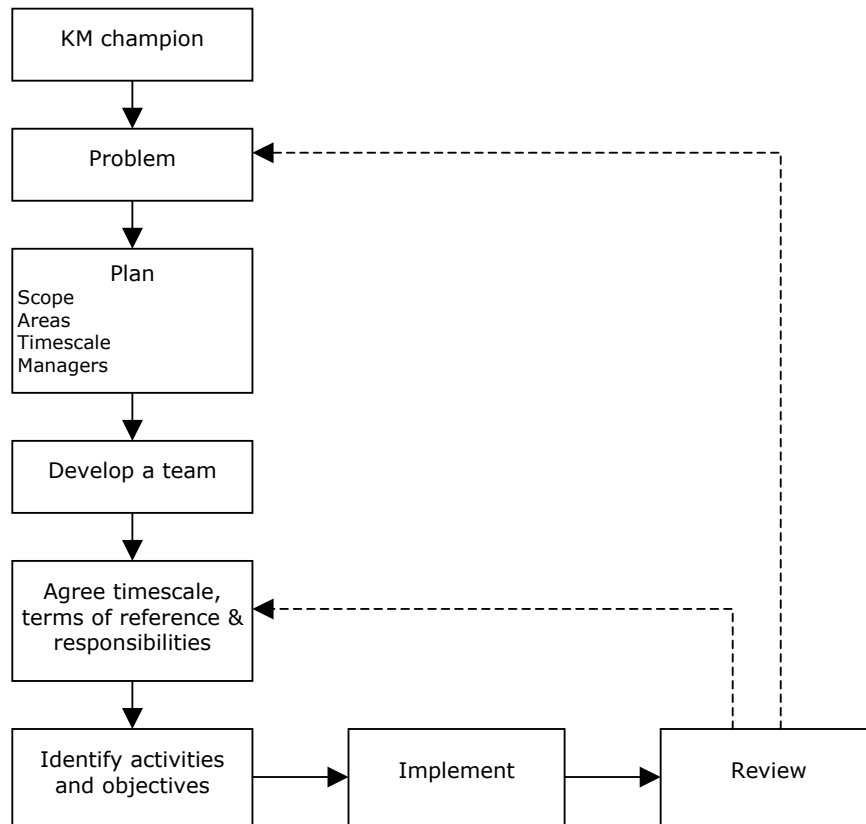 KM champion
Problem
Plan
Scope
Areas
Timescale
Managers
Develop a team
Agree timescale,
terms of reference &
responsibilities
Identify activities
and objectives
Implement
Review